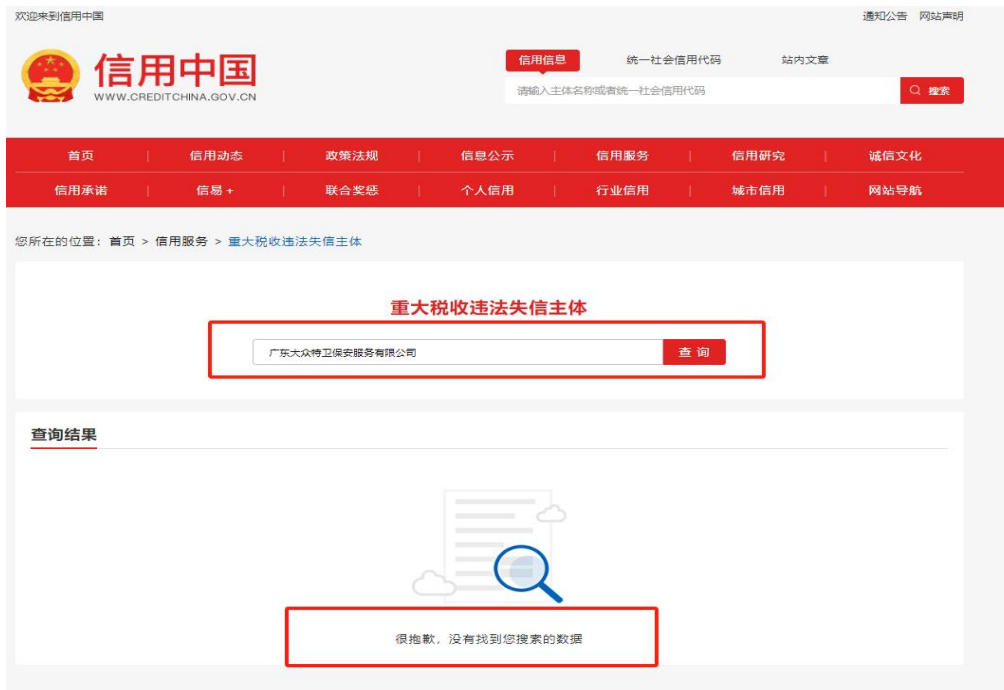 欢迎来到信用中国 通知公告 网站声明
信用中国
WWW.CREDITCHINA.GOV.CN
信用信息 统一社会信用代码 站内文章
请输入主体名称或者统一社会信用代码 搜索
首页 信用动态 政策法规 信息公示 信用服务 信用研究 诚信文化
信用承诺 信易+ 联合奖惩 个人信用 行业信用 城市信用 网站导航
您所在的位置：首页 > 信用服务 > 重大税收违法失信主体
重大税收违法失信主体
广东大众特卫保安服务有限公司 查询
查询结果
很抱歉，没有找到您搜索的数据